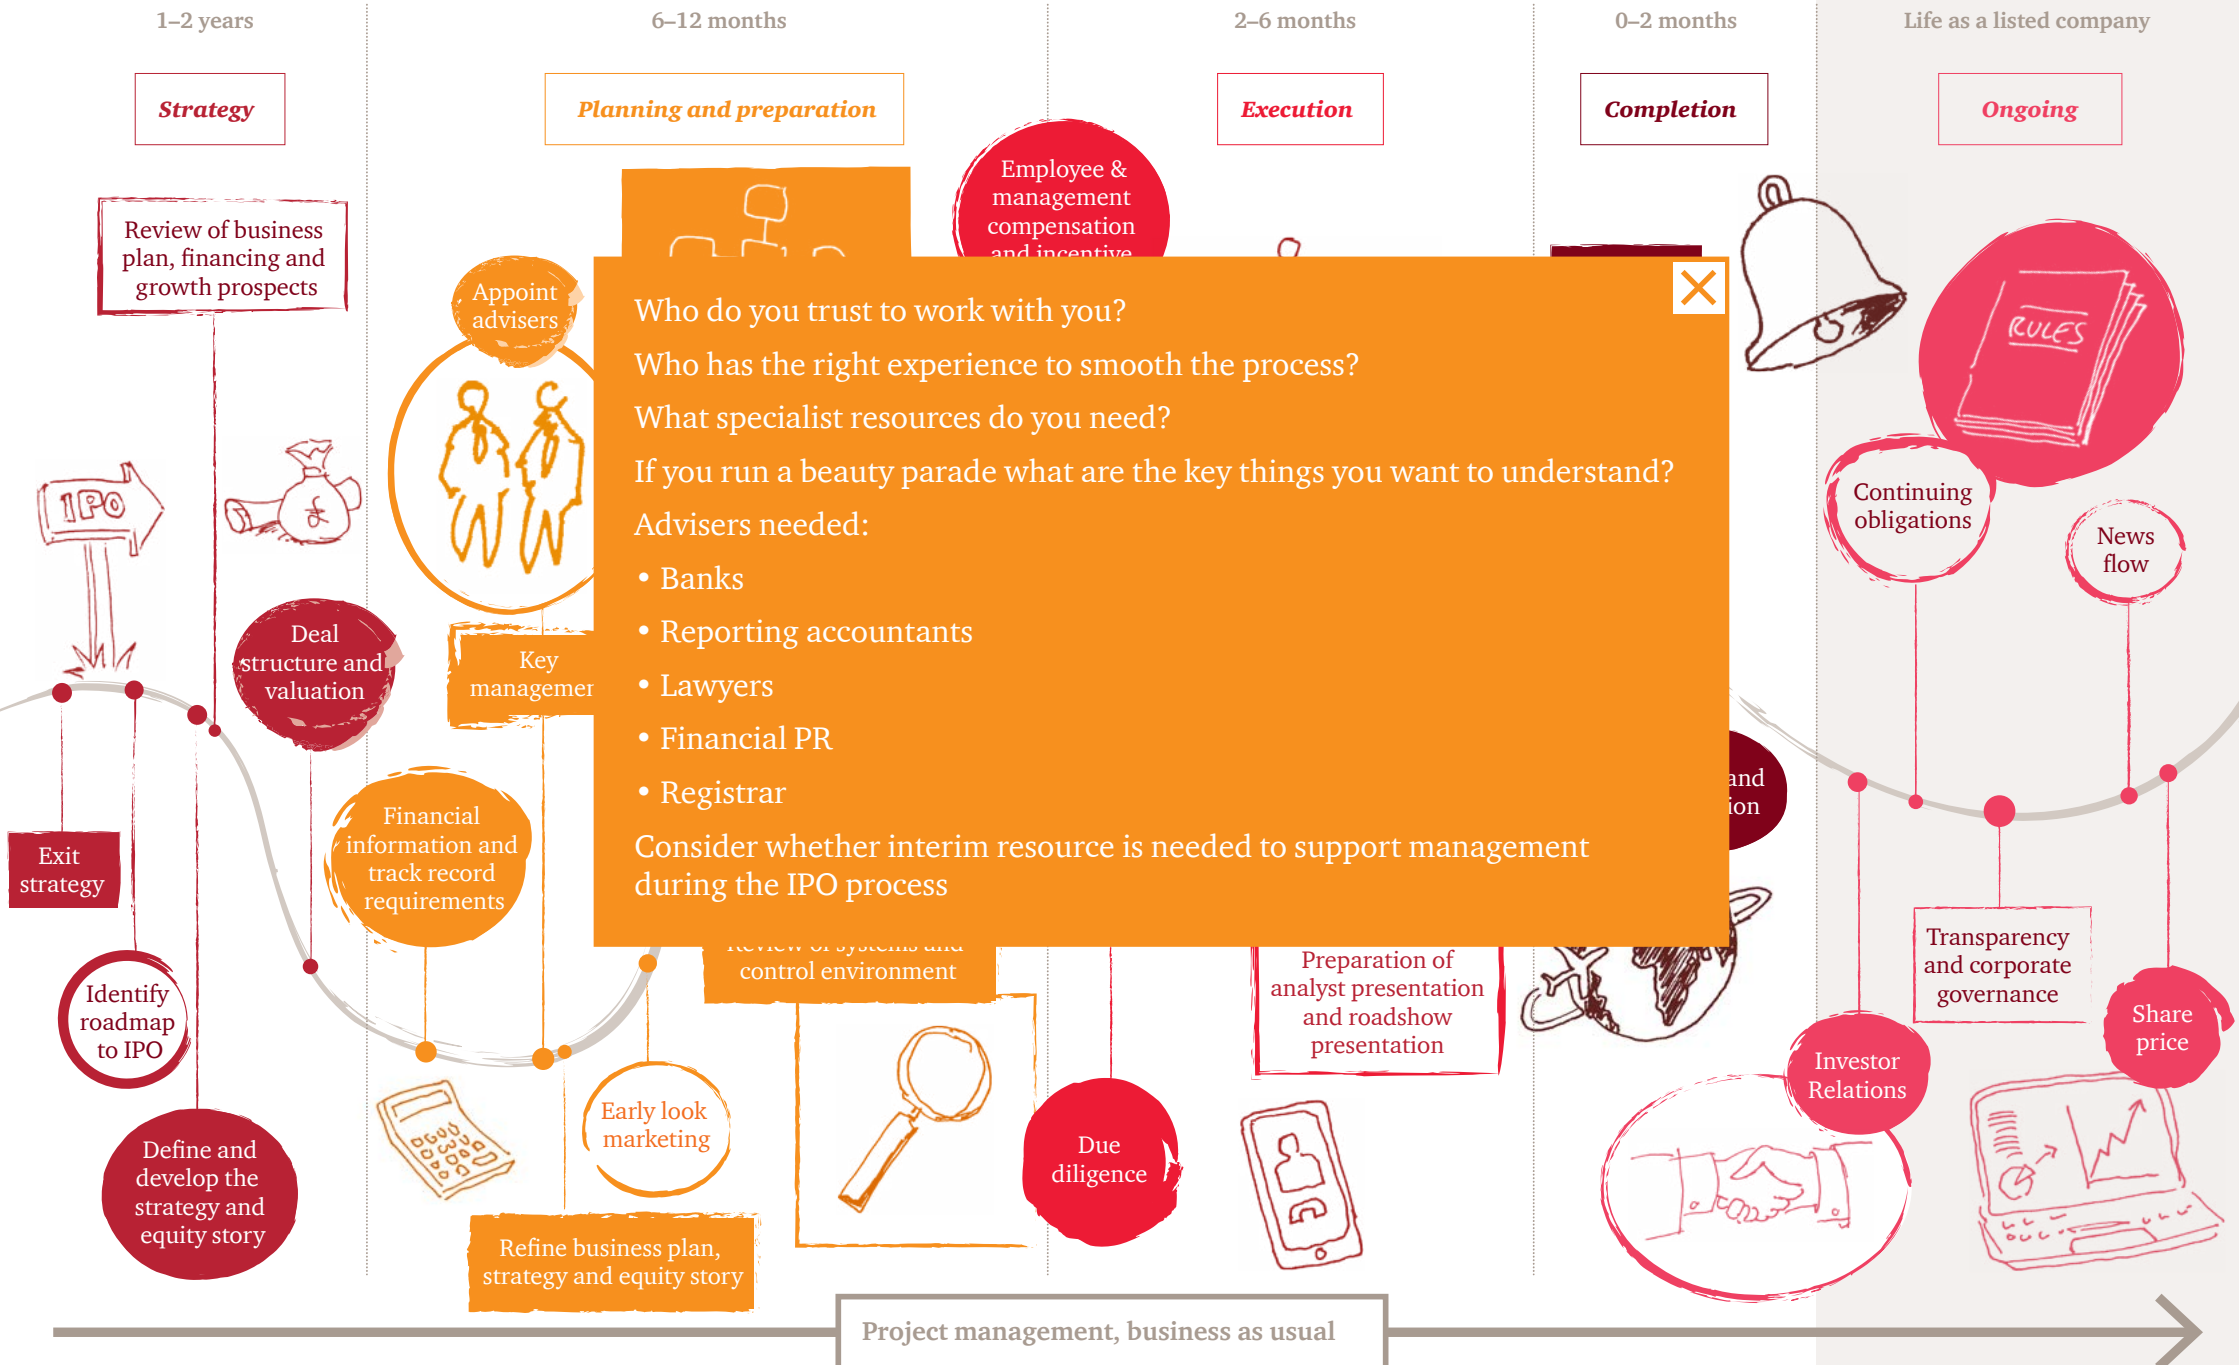 1–2 years
6–12 months
2–6 months
0–2 months
Life as a listed company
Strategy
Planning and preparation
Execution
Completion
Ongoing
Review of business
plan, financing and
growth prospects
IPO
£
Deal
structure and
valuation
Exit
strategy
Identify
roadmap
to IPO
Define and
develop the
strategy and
equity story
Appoint
advisers
Key
Financial
information and
track record
requirements
Early look
marketing
Refine business plan,
strategy and equity story
Employee &
management
compensation
and incentive
Who do you trust to work with you?
Who has the right experience to smooth the process?
What specialist resources do you need?
If you run a beauty parade what are the key things you want to understand?
Advisers needed:
• Banks
• Reporting accountants
• Lawyers
• Financial PR
• Registrar
Consider whether interim resource is needed to support management
during the IPO process
Review of systems and
control environment
Due
diligence
Preparation of
analyst presentation
and roadshow
presentation
and
RULES
Continuing
obligations
News
flow
Transparency
and corporate
governance
Share
price
Investor
Relations
Project management, business as usual